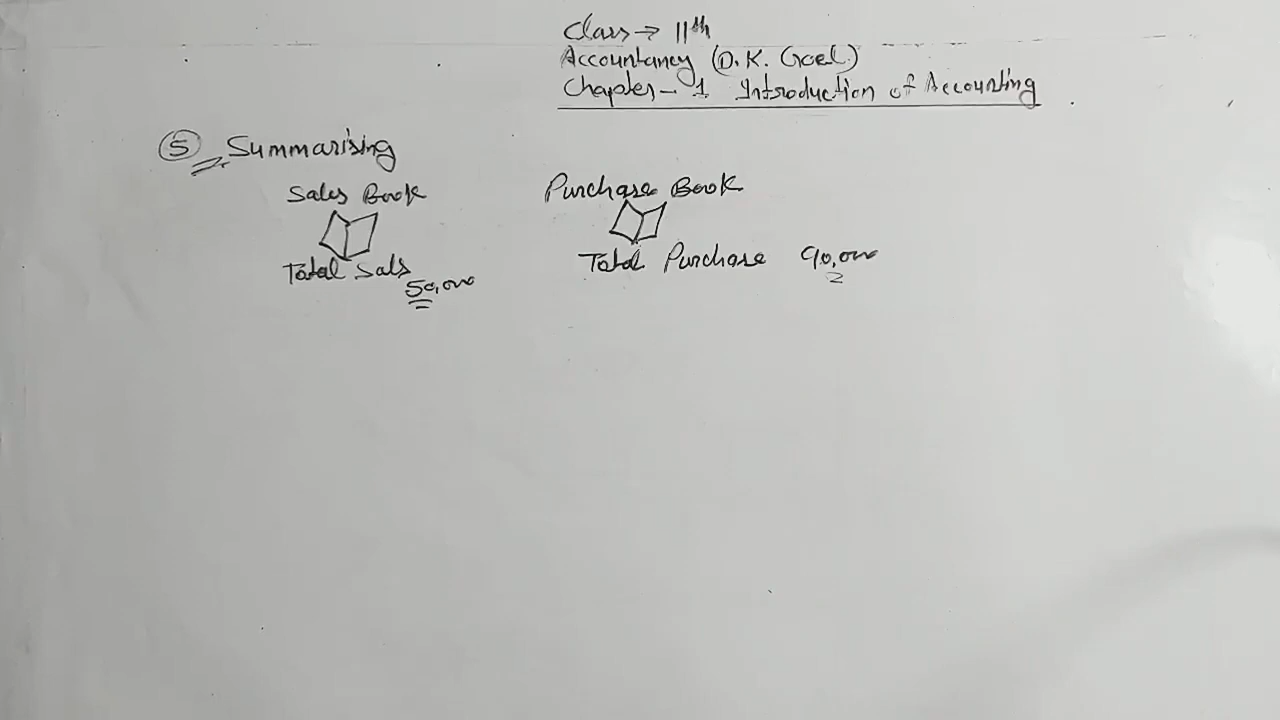 Class → 11th
Accountancy (D.K. Goel)
Chapter - 1 Introduction of Accounting
5 Summarising
Sales Book
Purchase Book
Total Sals
50,000
Total Purchase 90,000